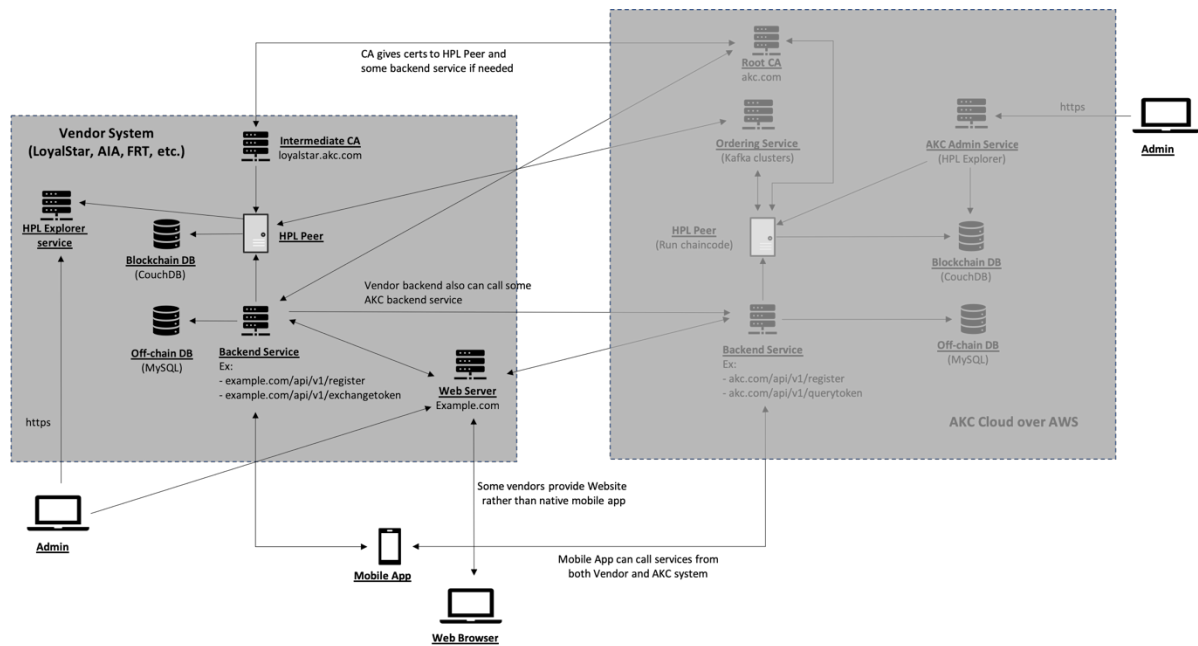 CA gives certs to HPL Peer and
some backend service if needed
Root CA
akc.com
https
Admin
Vendor System
(LoyalStar, AIA, FRT, etc.)
Intermediate CA
loyalstar.akc.com
Ordering Service
(Kafka clusters)
AKC Admin Service
(HPL Explorer)
HPL Explorer
service
HPL Peer
Blockchain DB
(CouchDB)
HPL Peer
(Run chaincode)
Blockchain DB
(CouchDB)
Vendor backend also can call some
AKC backend service
Off-chain DB
(MySQL)
Backend Service
Ex:
- example.com/api/v1/register
- example.com/api/v1/exchangetoken
Web Server
Example.com
Backend Service
Ex:
- akc.com/api/v1/register
- akc.com/api/v1/querytoken
Off-chain DB
(MySQL)
https
AKC Cloud over AWS
Some vendors provide Website
rather than native mobile app
Admin
Mobile App
Mobile App can call services from
both Vendor and AKC system
Web Browser